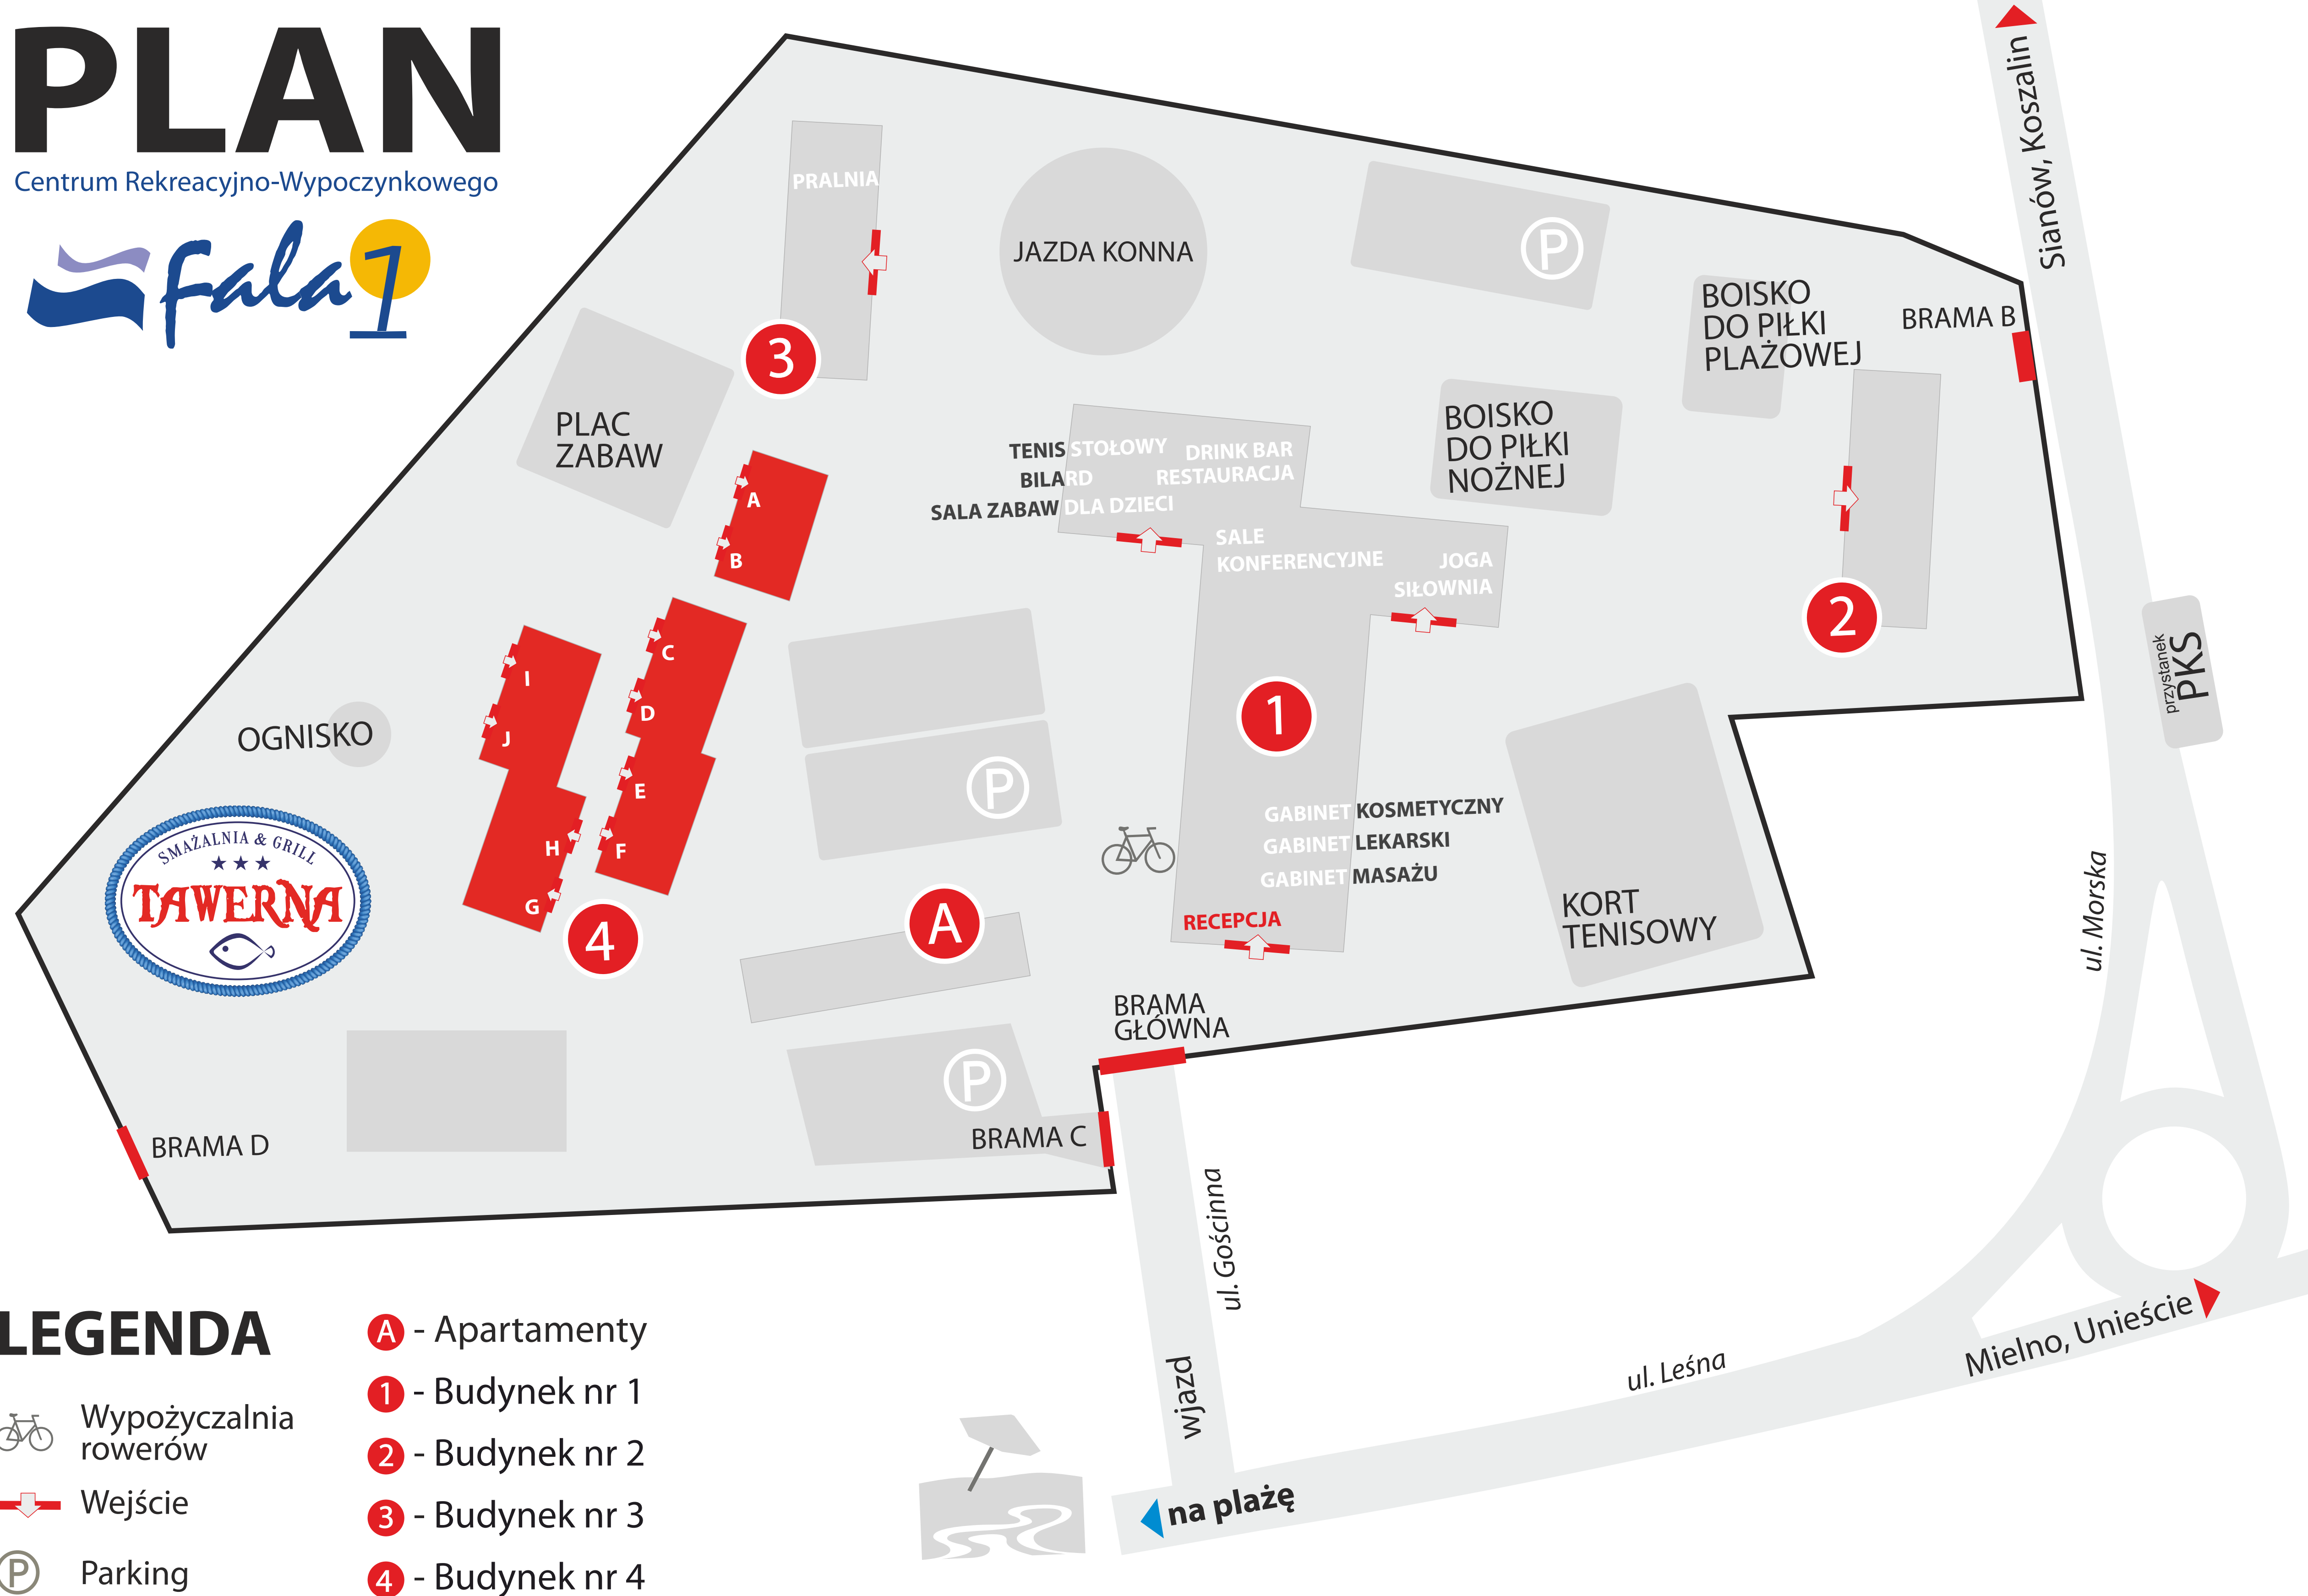 PLAN
Centrum Rekreacyjno-Wypoczynkowego
fala 1
PRALNIA
JAZDA KONNA
P
Sianów, Koszalin
BOISKO
DO PIŁKI
PLAŻOWEJ
BRAMA B
3
PLAC
ZABAW
BOISKO
DO PIŁKI
NOŻNEJ
TENIS STOŁOWY
BILARD
SALA ZABAW DLA DZIECI
DRINK BAR
RESTAURACJA
SALE
KONFERENCYJNE
JOGA
SIŁOWNIA
A
B
C
D
E
F
I
J
H
G
2
przystanek
PKS
OGNISKO
1
P
SMAŻALNIA & GRILL
TAWERNA
4
A
GABINET KOSMETYCZNY
GABINET LEKARSKI
GABINET MASAŻU
RECEPCJA
KORT
TENISOWY
ul. Morska
BRAMA
GŁÓWNA
P
BRAMA C
BRAMA D
ul. Gościnna
wjazd
ul. Leśna
Mielno, Unieście
na plażę
LEGENDA
Wypożyczalnia
rowerów
Wejście
P Parking
A - Apartamenty
1 - Budynek nr 1
2 - Budynek nr 2
3 - Budynek nr 3
4 - Budynek nr 4